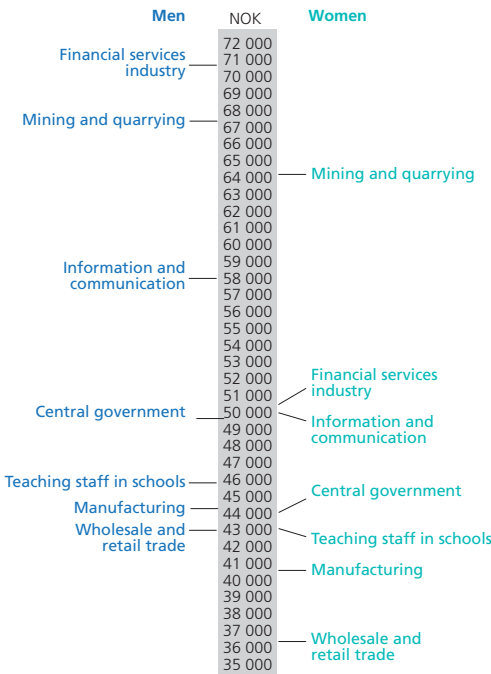 Men
NOK
Women
72 000
Financial services
industry
71 000
70 000
69 000
68 000
Mining and quarrying
67 000
66 000
65 000
64 000
Mining and quarrying
63 000
62 000
61 000
60 000
59 000
Information and
communication
58 000
57 000
56 000
55 000
54 000
53 000
52 000
Financial services
industry
51 000
Central government
50 000
Information and
communication
49 000
48 000
47 000
Teaching staff in schools
46 000
45 000
Central government
Manufacturing
44 000
Wholesale and
retail trade
43 000
Teaching staff in schools
42 000
41 000
Manufacturing
40 000
39 000
38 000
37 000
Wholesale and
retail trade
36 000
35 000